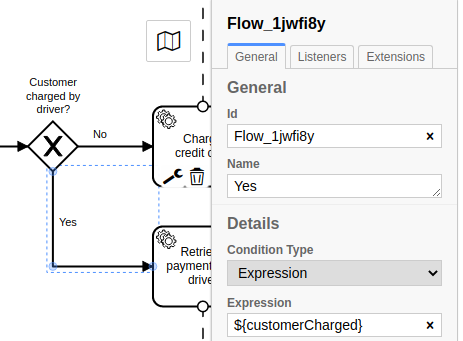 Flow_1jwfi8y
General
Listeners
Extensions
General
Id
Flow_1jwfi8y
Name
Yes
Details
Condition Type
Expression
Expression
${customerCharged}
Customer
charged by
driver?
No
Yes
Charg
credit c
Retrie
payment
drive